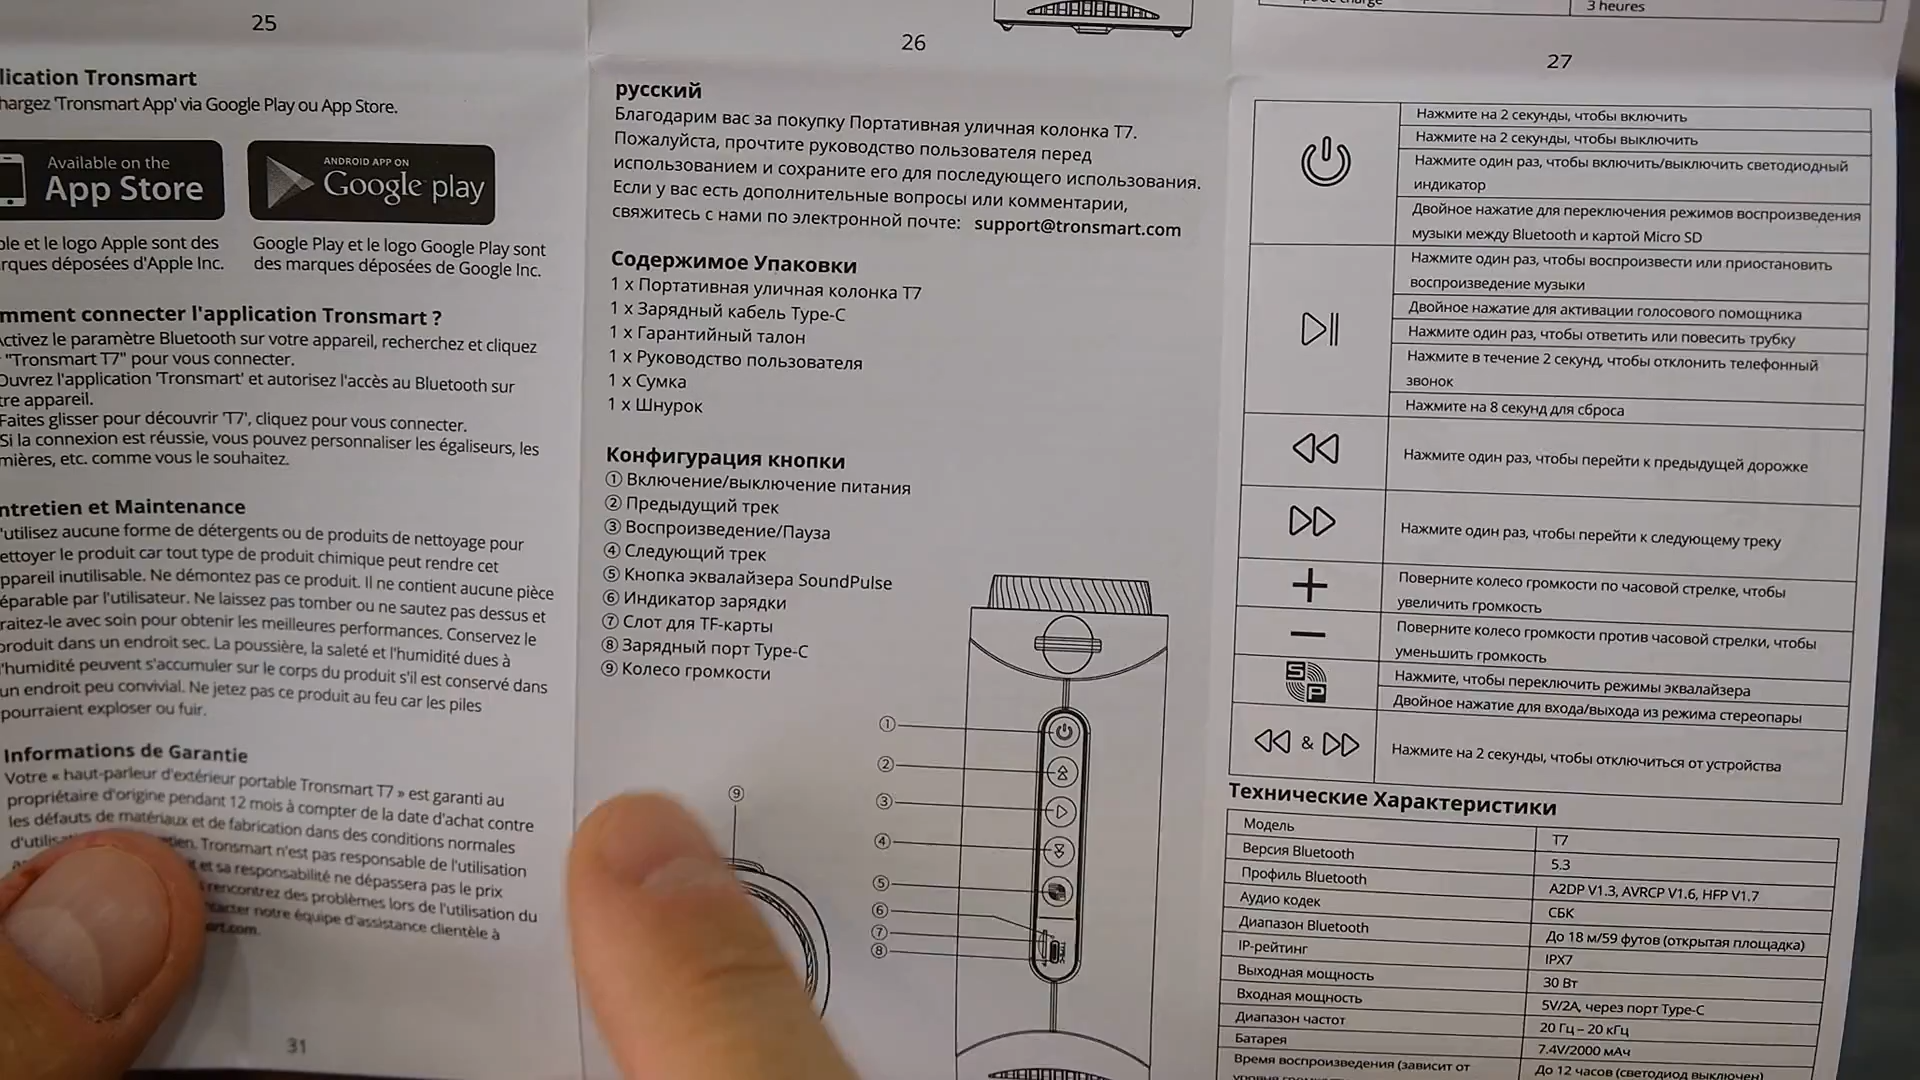 25
lication Tronsmart
hargez 'Tronsmart App' via Google Play ou App Store.
Available on the
App Store
ANDROID APP ON
Google play
ple et le logo Apple sont des
rques déposées d'Apple Inc.
Google Play et le logo Google Play sont
des marques déposées de Google Inc.
mment connecter l'application Tronsmart ?
Activez le paramètre Bluetooth sur votre appareil, recherchez et cliquez
"Tronsmart T7" pour vous connecter.
Ouvrez l'application 'Tronsmart' et autorisez l'accès au Bluetooth sur
tre appareil.
Faites glisser pour découvrir 'T7', cliquez pour vous connecter.
Si la connexion est réussie, vous pouvez personnaliser les égaliseurs, les
mières, etc. comme vous le souhaitez.
ntretien et Maintenance
'utilisez aucune forme de détergents ou de produits de nettoyage pour
ettoyer le produit car tout type de produit chimique peut rendre cet
ppareil inutilisable. Ne démontez pas ce produit. Il ne contient aucune pièce
éparable par l'utilisateur. Ne laissez pas tomber ou ne sautez pas dessus et
raitez-le avec soin pour obtenir les meilleures performances. Conservez le
produit dans un endroit sec. La poussière, la saleté et l'humidité dues à
l'humidité peuvent s'accumuler sur le corps du produit s'il est conservé dans
un endroit peu convivial. Ne jetez pas ce produit au feu car les piles
pourraient exploser ou fuir.
Informations de Garantie
Votre « haut-parleur d'extérieur portable Tronsmart T7 » est garanti au
propriétaire d'origine pendant 12 mois à compter de la date d'achat contre
les défauts de matériaux et de fabrication dans des conditions normales
d'utilis tien. Tronsmart n'est pas responsable de l'utilisation
et sa responsabilité ne dépassera pas le prix
rencontrez des problèmes lors de l'utilisation du
tacter notre équipe d'assistance clientèle à
art.com.
31
26
русский
Благодарим вас за покупку Портативная уличная колонка T7.
Пожалуйста, прочтите руководство пользователя перед
использованием и сохраните его для последующего использования.
Если у вас есть дополнительные вопросы или комментарии,
свяжитесь с нами по электронной почте: support@tronsmart.com
Содержимое Упаковки
1 x Портативная уличная колонка T7
1 x Зарядный кабель Type-C
1 x Гарантийный талон
1 x Руководство пользователя
1 x Сумка
1 x Шнурок
Конфигурация кнопки
① Включение/выключение питания
② Предыдущий трек
③ Воспроизведение/Пауза
④ Следующий трек
⑤ Кнопка эквалайзера SoundPulse
⑥ Индикатор зарядки
⑦ Слот для TF-карты
⑧ Зарядный порт Type-C
⑨ Колесо громкости
⑨
①
②
③
④
⑤
⑥
⑦
⑧
3 heures
27
Нажмите на 2 секунды, чтобы включить
Нажмите на 2 секунды, чтобы выключить
Нажмите один раз, чтобы включить/выключить светодиодный
индикатор
Двойное нажатие для переключения режимов воспроизведения
музыки между Bluetooth и картой Micro SD
Нажмите один раз, чтобы воспроизвести или приостановить
воспроизведение музыки
Двойное нажатие для активации голосового помощника
Нажмите один раз, чтобы ответить или повесить трубку
Нажмите в течение 2 секунд, чтобы отклонить телефонный
звонок
Нажмите на 8 секунд для сброса
Нажмите один раз, чтобы перейти к предыдущей дорожке
Нажмите один раз, чтобы перейти к следующему треку
Поверните колесо громкости по часовой стрелке, чтобы
увеличить громкость
Поверните колесо громкости против часовой стрелки, чтобы
уменьшить громкость
Нажмите, чтобы переключить режимы эквалайзера
Двойное нажатие для входа/выхода из режима стереопары
& Нажмите на 2 секунды, чтобы отключиться от устройства
Технические Характеристики
Модель T7
Версия Bluetooth 5.3
Профиль Bluetooth A2DP V1.3, AVRCP V1.6, HFP V1.7
Аудио кодек СБК
Диапазон Bluetooth До 18 м/59 футов (открытая площадка)
IP-рейтинг IPX7
Выходная мощность 30 Вт
Входная мощность 5V/2A, через порт Type-C
Диапазон частот 20 Гц – 20 кГц
Батарея 7.4V/2000 мАч
Время воспроизведения (зависит от До 12 часов (светодиод выключен)